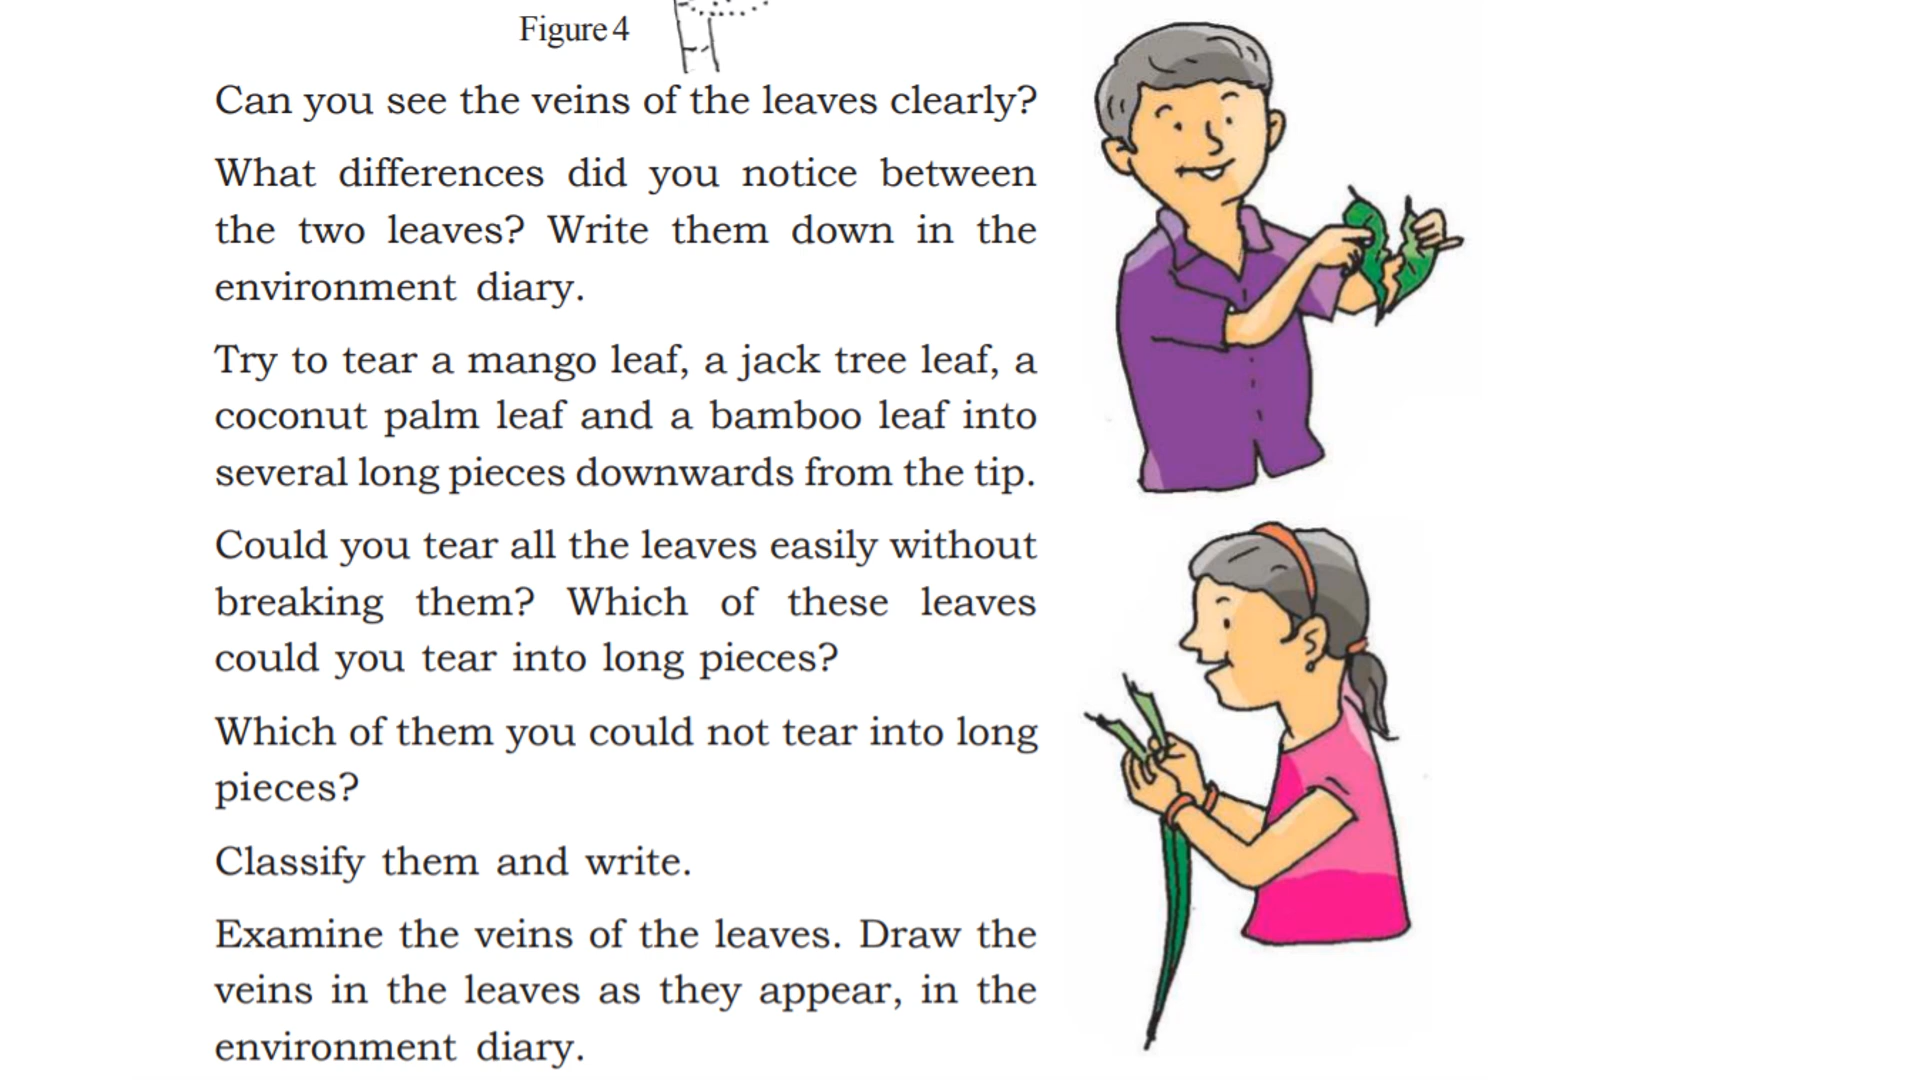 Figure 4
Can you see the veins of the leaves clearly?
What differences did you notice between
the two leaves? Write them down in the
environment diary.
Try to tear a mango leaf, a jack tree leaf, a
coconut palm leaf and a bamboo leaf into
several long pieces downwards from the tip.
Could you tear all the leaves easily without
breaking them? Which of these leaves
could you tear into long pieces?
Which of them you could not tear into long
pieces?
Classify them and write.
Examine the veins of the leaves. Draw the
veins in the leaves as they appear, in the
environment diary.